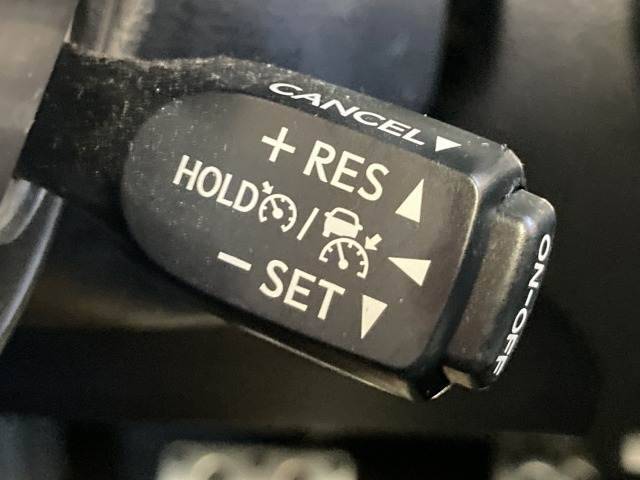 CANCEL
+ RES
HOLD /
− SET
ON-OFF